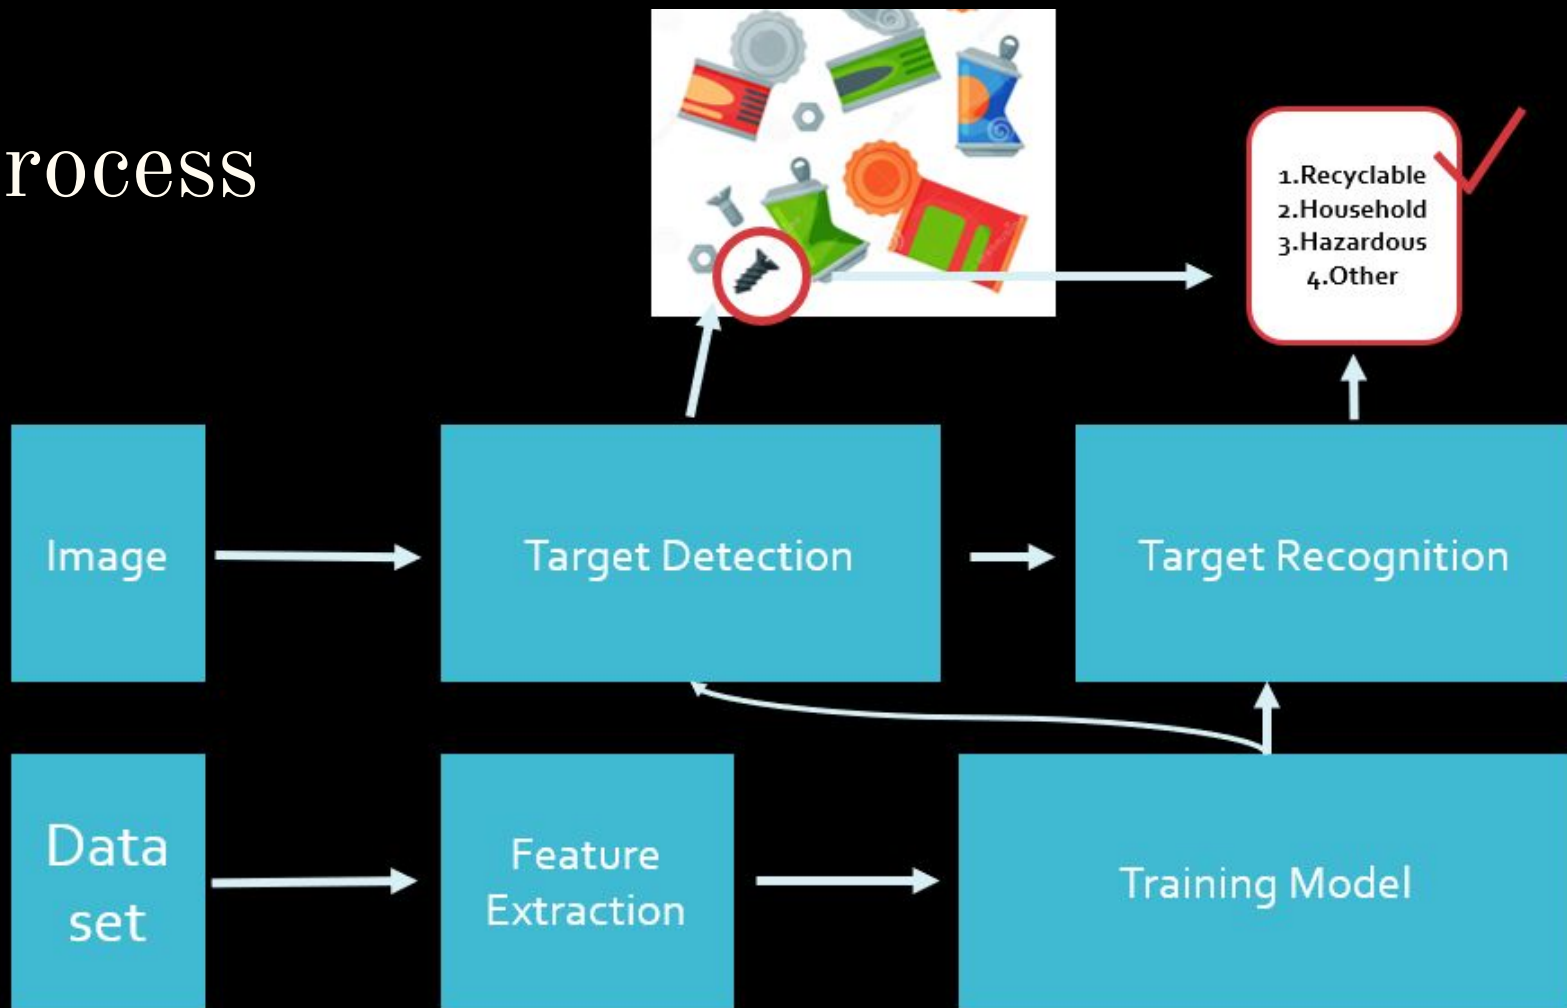 rocess
1.Recyclable
2.Household
3.Hazardous
4.Other
Image
Target Detection
Target Recognition
Data
set
Feature
Extraction
Training Model